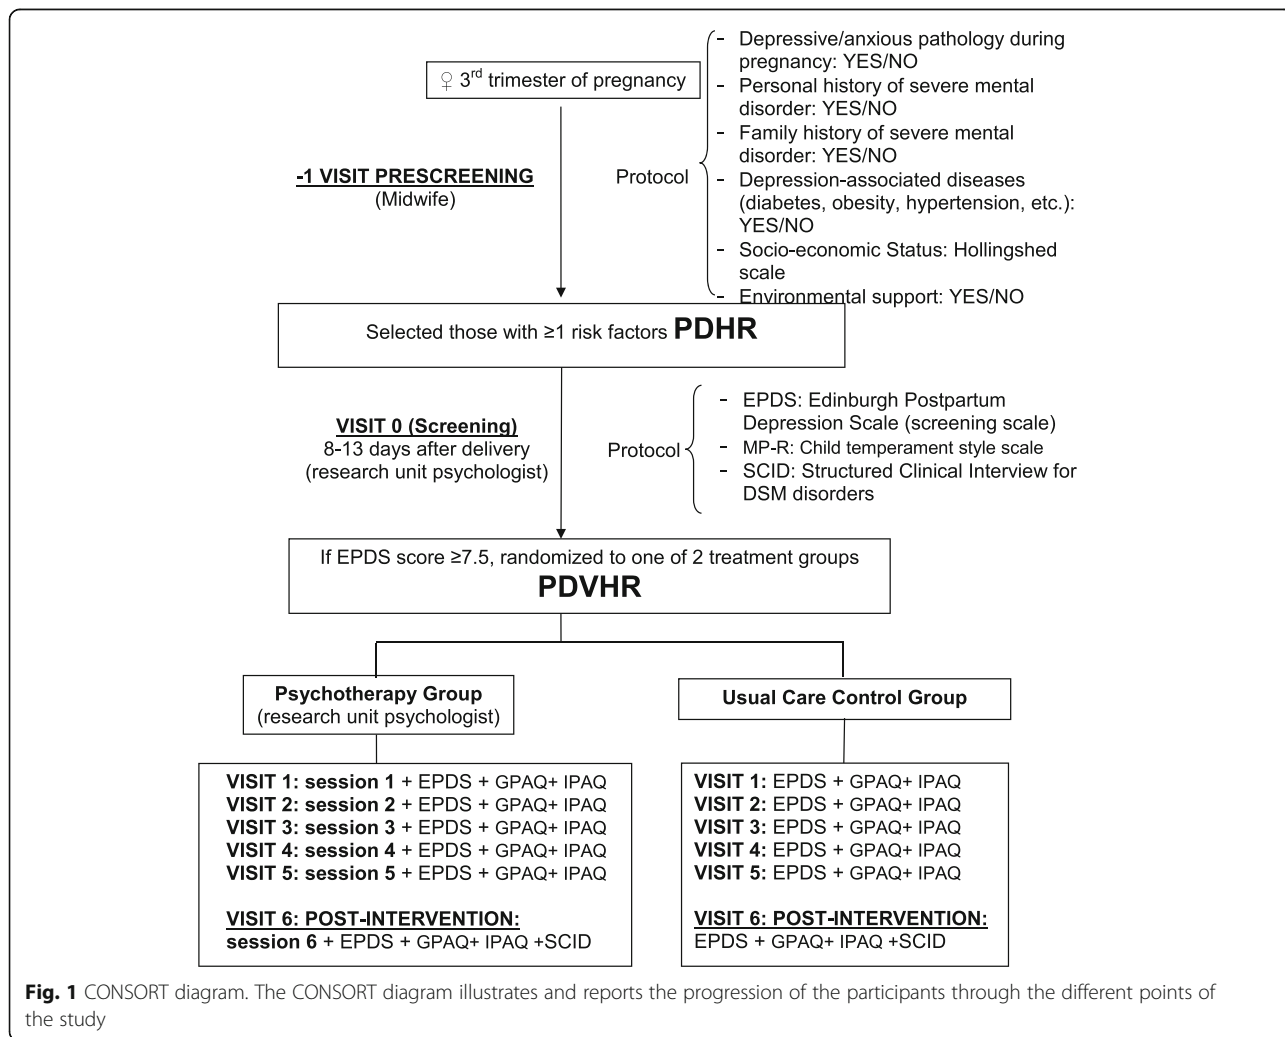 ♀ 3rd trimester of pregnancy
-1 VISIT PRESCREENING
(Midwife)
Protocol
- Depressive/anxious pathology during
pregnancy: YES/NO
- Personal history of severe mental
disorder: YES/NO
- Family history of severe mental
disorder: YES/NO
- Depression-associated diseases
(diabetes, obesity, hypertension, etc.):
YES/NO
- Socio-economic Status: Hollingshed
scale
- Environmental support: YES/NO
Selected those with ≥1 risk factors PDHR
VISIT 0 (Screening)
8-13 days after delivery
(research unit psychologist)
Protocol
- EPDS: Edinburgh Postpartum
Depression Scale (screening scale)
- MP-R: Child temperament style scale
- SCID: Structured Clinical Interview for
DSM disorders
If EPDS score ≥7.5, randomized to one of 2 treatment groups
PDVHR
Psychotherapy Group
(research unit psychologist)
VISIT 1: session 1 + EPDS + GPAQ+ IPAQ
VISIT 2: session 2 + EPDS + GPAQ+ IPAQ
VISIT 3: session 3 + EPDS + GPAQ+ IPAQ
VISIT 4: session 4 + EPDS + GPAQ+ IPAQ
VISIT 5: session 5 + EPDS + GPAQ+ IPAQ
VISIT 6: POST-INTERVENTION:
session 6 + EPDS + GPAQ+ IPAQ +SCID
Usual Care Control Group
VISIT 1: EPDS + GPAQ+ IPAQ
VISIT 2: EPDS + GPAQ+ IPAQ
VISIT 3: EPDS + GPAQ+ IPAQ
VISIT 4: EPDS + GPAQ+ IPAQ
VISIT 5: EPDS + GPAQ+ IPAQ
VISIT 6: POST-INTERVENTION:
EPDS + GPAQ+ IPAQ +SCID
Fig. 1 CONSORT diagram. The CONSORT diagram illustrates and reports the progression of the participants through the different points of
the study